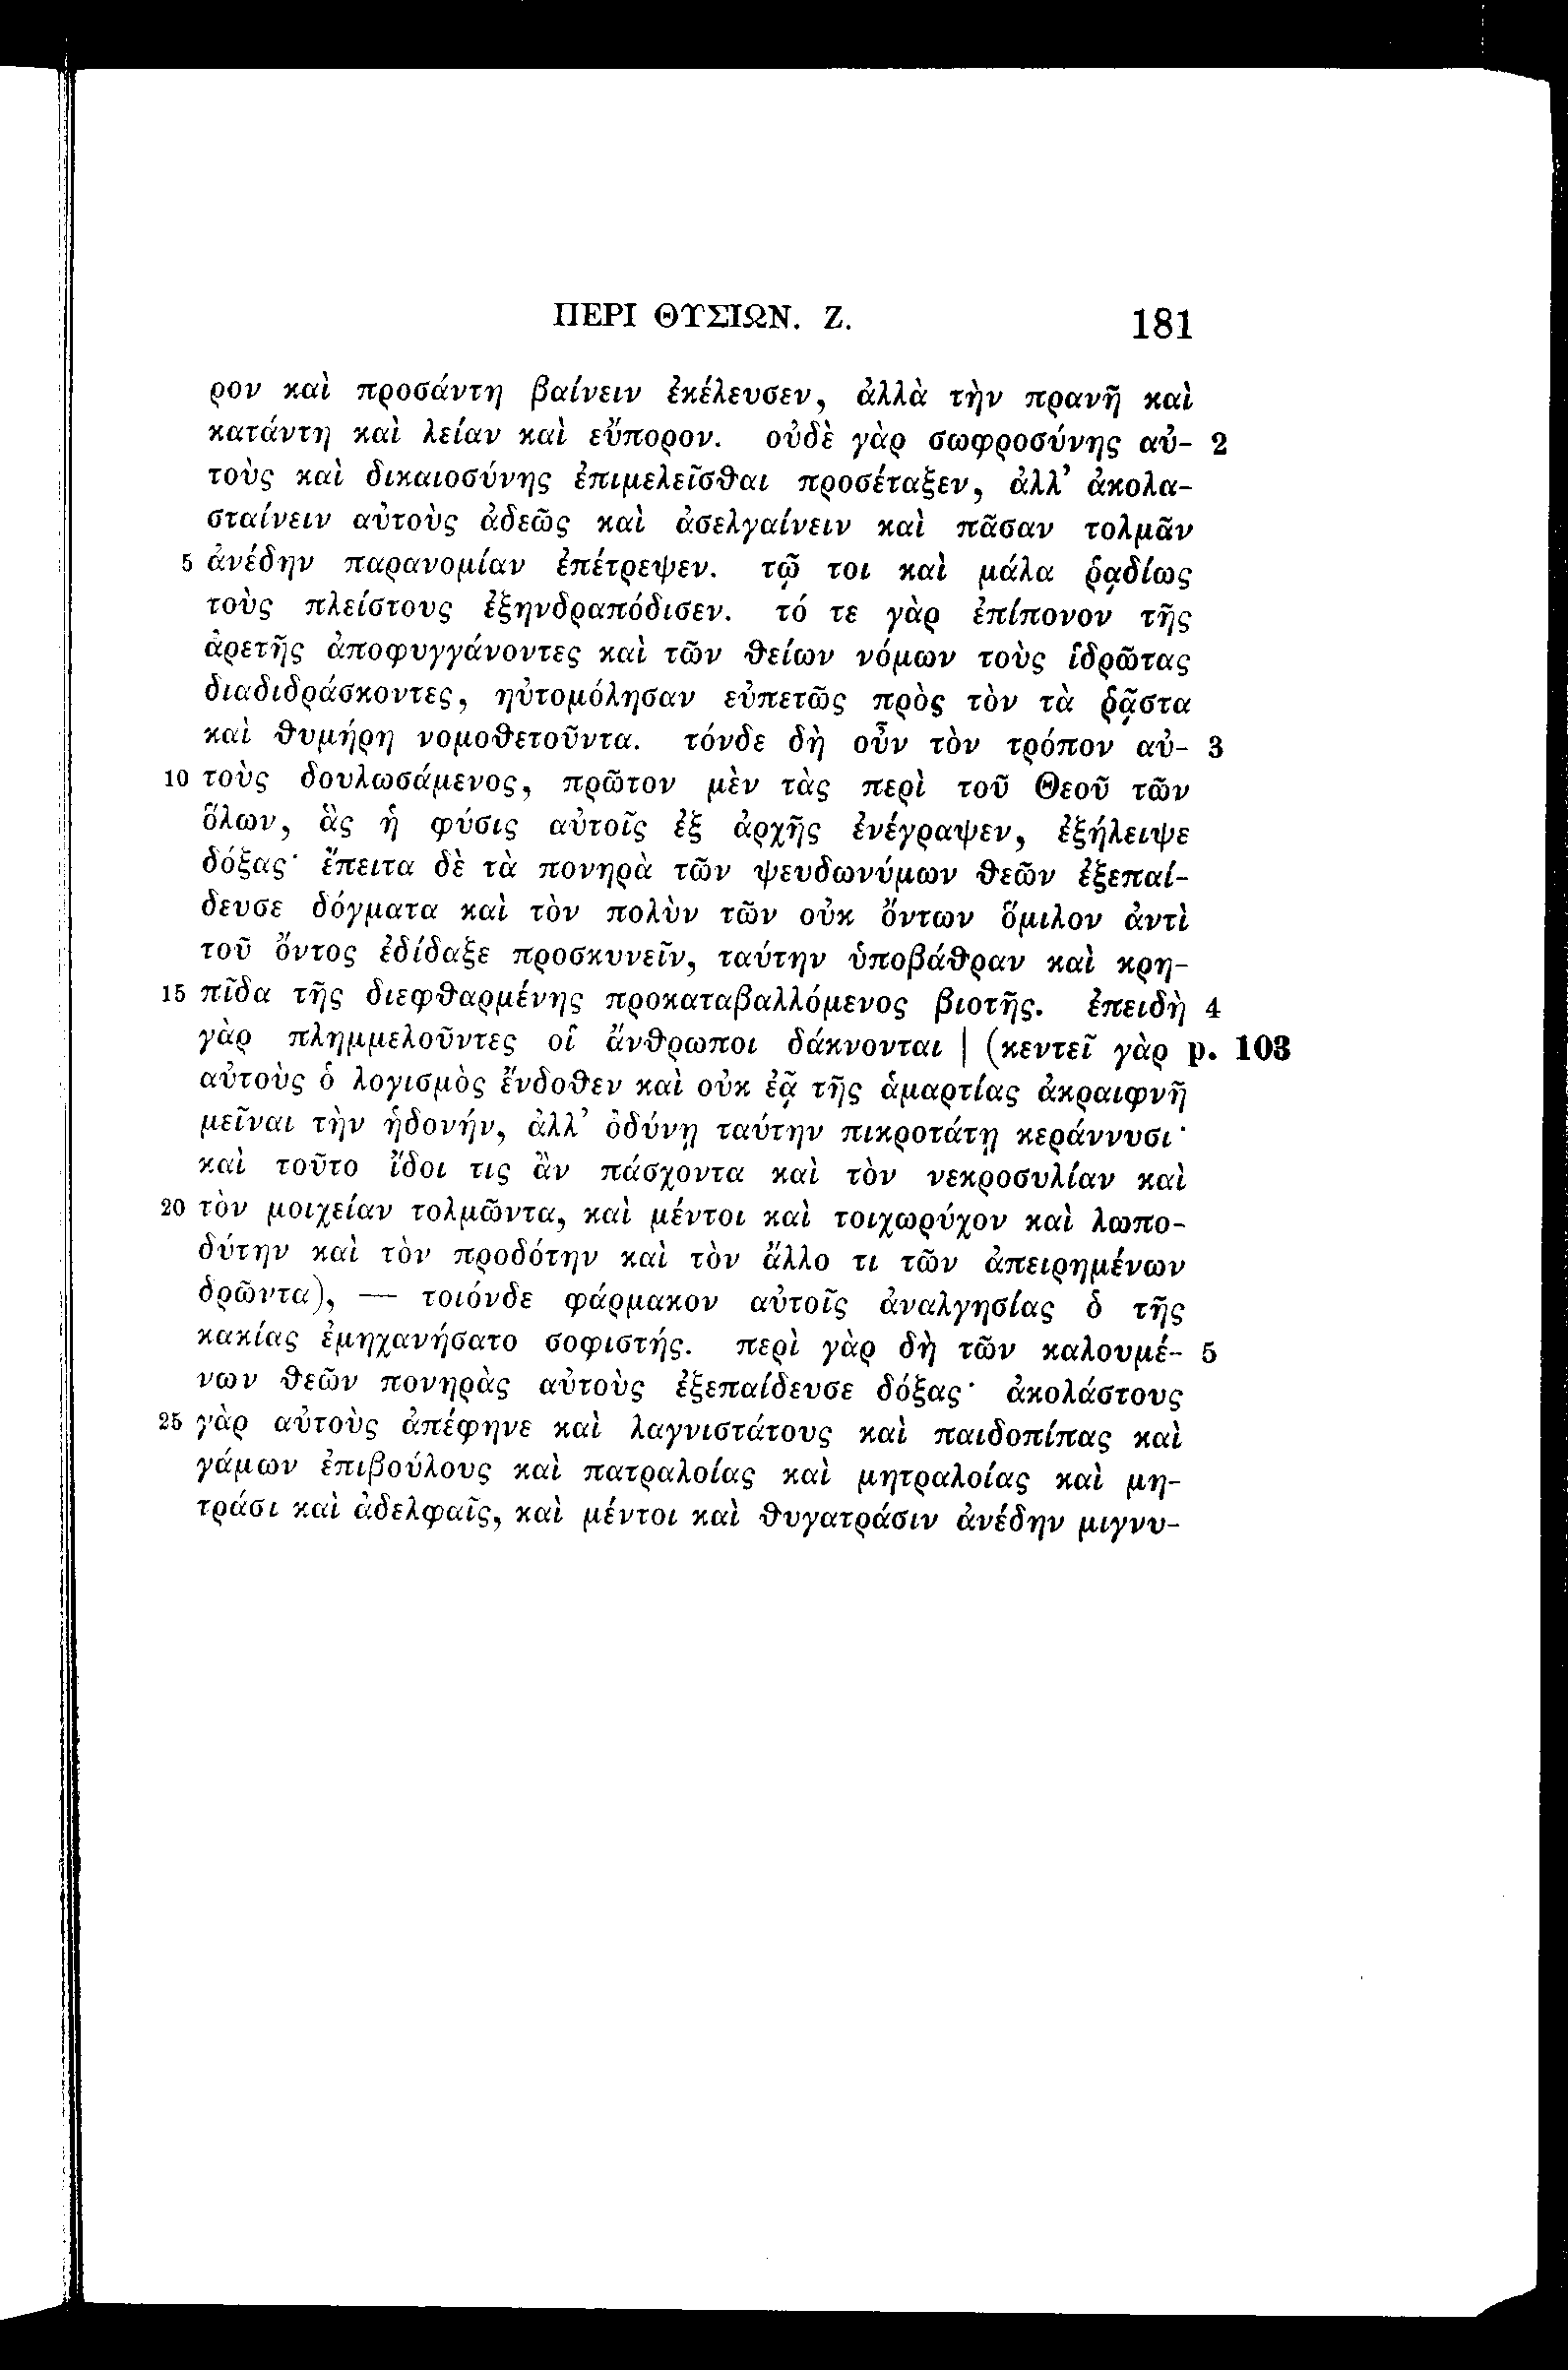 ΠΕΡΙ ΘΥΣΙΩΝ. Ζ. 181
ρον καὶ προσάντη βαίνειν ἐκέλευσεν, ἀλλὰ τὴν πρανῆ καὶ
κατάντη καὶ λείαν καὶ εὔπορον. οὐδὲ γὰρ σωφροσύνης αὐ- 2
τοὺς καὶ δικαιοσύνης ἐπιμελεῖσθαι προσέταξεν, ἀλλ’ ἀκολα-
σταίνειν αὐτοὺς ἀδεῶς καὶ ἀσελγαίνειν καὶ πᾶσαν τολμᾶν
5 ἀνέδην παρανομίαν ἐπέτρεψεν. τῷ τοι καὶ μάλα ῥᾳδίως
τοὺς πλείστους ἐξηνδραπόδισεν. τό τε γὰρ ἐπίπονον τῆς
ἀρετῆς ἀποφυγγάνοντες καὶ τῶν θείων νόμων τοὺς ἱδρῶτας
διαδιδράσκοντες, ηὐτομόλησαν εὐπετῶς πρὸς τὸν τὰ ῥᾷστα
καὶ θυμήρη νομοθετοῦντα. τόνδε δὴ οὖν τὸν τρόπον αὐ- 3
10 τοὺς δουλωσάμενος, πρῶτον μὲν τὰς περὶ τοῦ Θεοῦ τῶν
ὅλων, ἃς ἡ φύσις αὐτοῖς ἐξ ἀρχῆς ἐνέγραψεν, ἐξήλειψε
δόξας· ἔπειτα δὲ τὰ πονηρὰ τῶν ψευδωνύμων θεῶν ἐξεπαί-
δευσε δόγματα καὶ τὸν πολὺν τῶν οὐκ ὄντων ὅμιλον ἀντὶ
τοῦ ὄντος ἐδίδαξε προσκυνεῖν, ταύτην ὑποβάθραν καὶ κρη-
15 πῖδα τῆς διεφθαρμένης προκαταβαλλόμενος βιοτῆς. ἐπειδὴ 4
γὰρ πλημμελοῦντες οἱ ἄνθρωποι δάκνονται | (κεντεῖ γὰρ p. 103
αὐτοὺς ὁ λογισμὸς ἔνδοθεν καὶ οὐκ ἐᾷ τῆς ἁμαρτίας ἀκραιφνῆ
μεῖναι τὴν ἡδονήν, ἀλλ’ ὀδύνῃ ταύτην πικροτάτῃ κεράννυσι·
καὶ τοῦτο ἴδοι τις ἂν πάσχοντα καὶ τὸν νεκροσυλίαν καὶ
20 τὸν μοιχείαν τολμῶντα, καὶ μέντοι καὶ τοιχωρύχον καὶ λωπο-
δύτην καὶ τὸν προδότην καὶ τὸν ἄλλο τι τῶν ἀπειρημένων
δρῶντα), — τοιόνδε φάρμακον αὐτοῖς ἀναλγησίας ὁ τῆς
κακίας ἐμηχανήσατο σοφιστής. περὶ γὰρ δὴ τῶν καλουμέ- 5
νων θεῶν πονηρὰς αὐτοὺς ἐξεπαίδευσε δόξας· ἀκολάστους
25 γὰρ αὐτοὺς ἀπέφηνε καὶ λαγνιστάτους καὶ παιδοπίπας καὶ
γάμων ἐπιβούλους καὶ πατραλοίας καὶ μητραλοίας καὶ μη-
τράσι καὶ ἀδελφαῖς, καὶ μέντοι καὶ θυγατράσιν ἀνέδην μιγνυ-